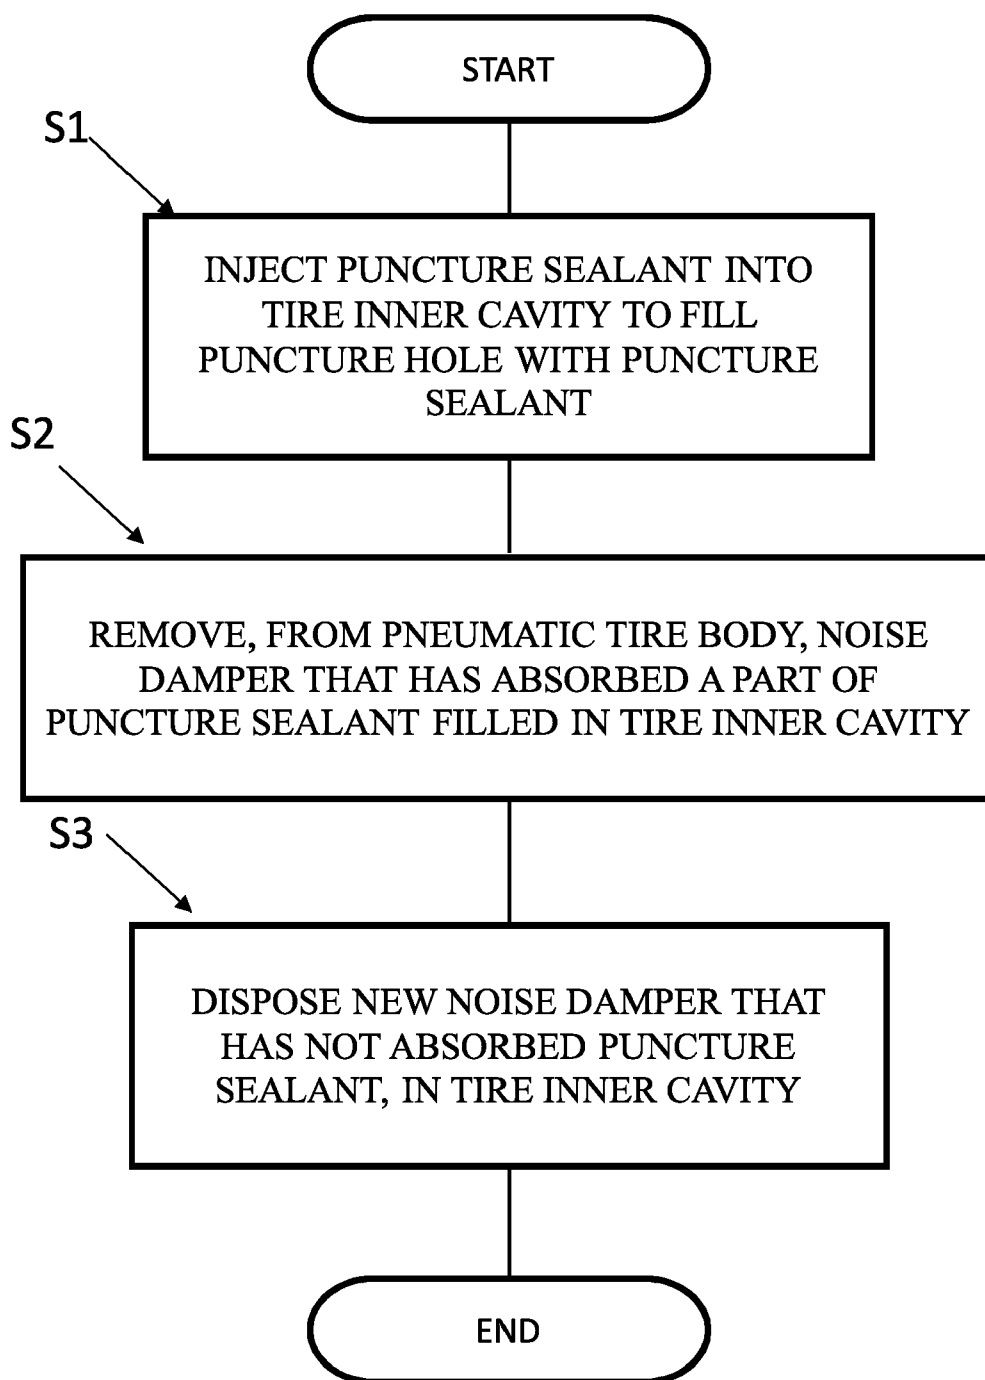 START
S1
INJECT PUNCTURE SEALANT INTO
TIRE INNER CAVITY TO FILL
PUNCTURE HOLE WITH PUNCTURE
SEALANT
S2
REMOVE, FROM PNEUMATIC TIRE BODY, NOISE
DAMPER THAT HAS ABSORBED A PART OF
PUNCTURE SEALANT FILLED IN TIRE INNER CAVITY
S3
DISPOSE NEW NOISE DAMPER THAT
HAS NOT ABSORBED PUNCTURE
SEALANT, IN TIRE INNER CAVITY
END